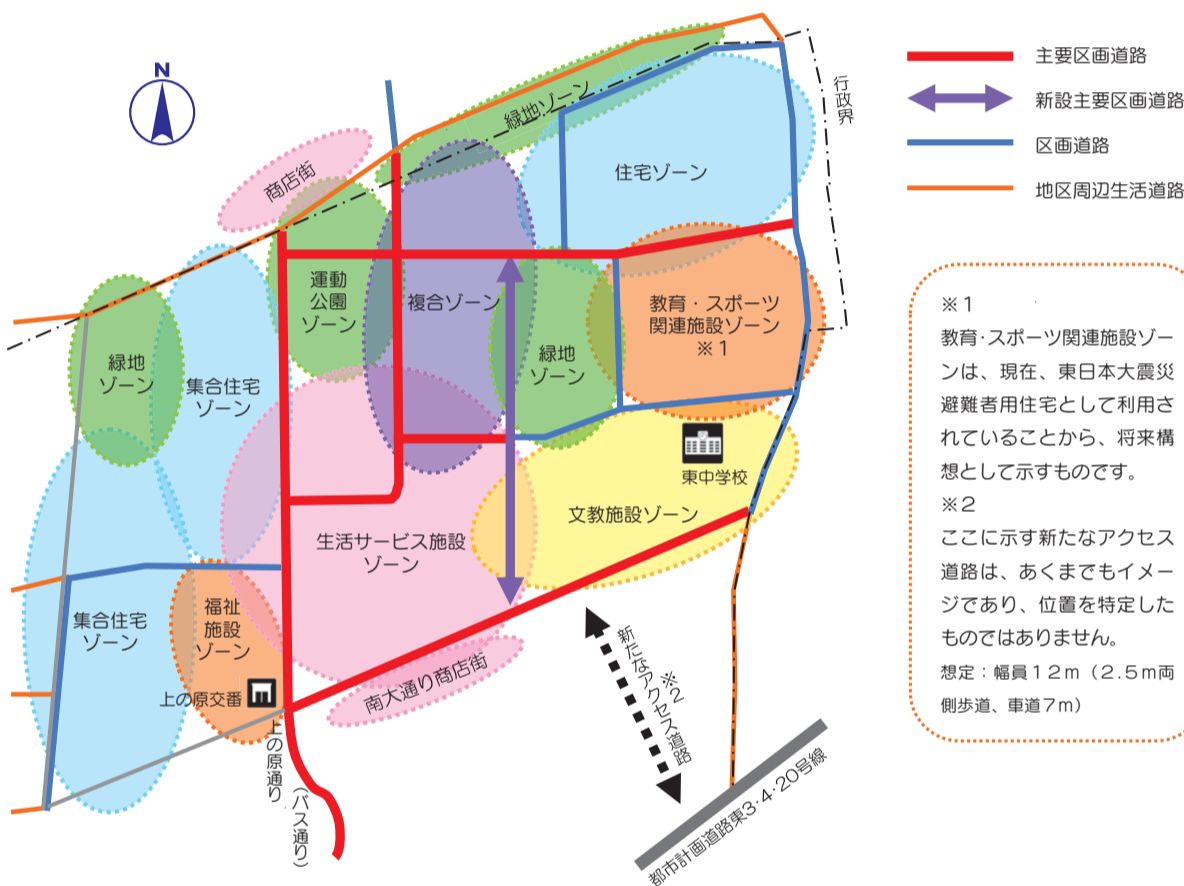 N
商店街
緑地ゾーン
住宅ゾーン
行政界
運動
公園
ゾーン
複合ゾーン
緑地
ゾーン
教育・スポーツ
関連施設ゾーン
※1
緑地
ゾーン
集合住宅
ゾーン
東中学校
文教施設ゾーン
生活サービス施設
ゾーン
集合住宅
ゾーン
福祉
施設
ゾーン
上の原交番
南大通り商店街
上の原通り
(バス通り)
※2
新たなアクセス道路
都市計画道路東3・4・20号線
主要区画道路
新設主要区画道路
区画道路
地区周辺生活道路
※1
教育・スポーツ関連施設ゾー
ンは、現在、東日本大震災
避難者用住宅として利用さ
れていることから、将来構
想として示すものです。
※2
ここに示す新たなアクセス
道路は、あくまでもイメー
ジであり、位置を特定した
ものではありません。
想定：幅員12m（2.5m両
側歩道、車道7m）